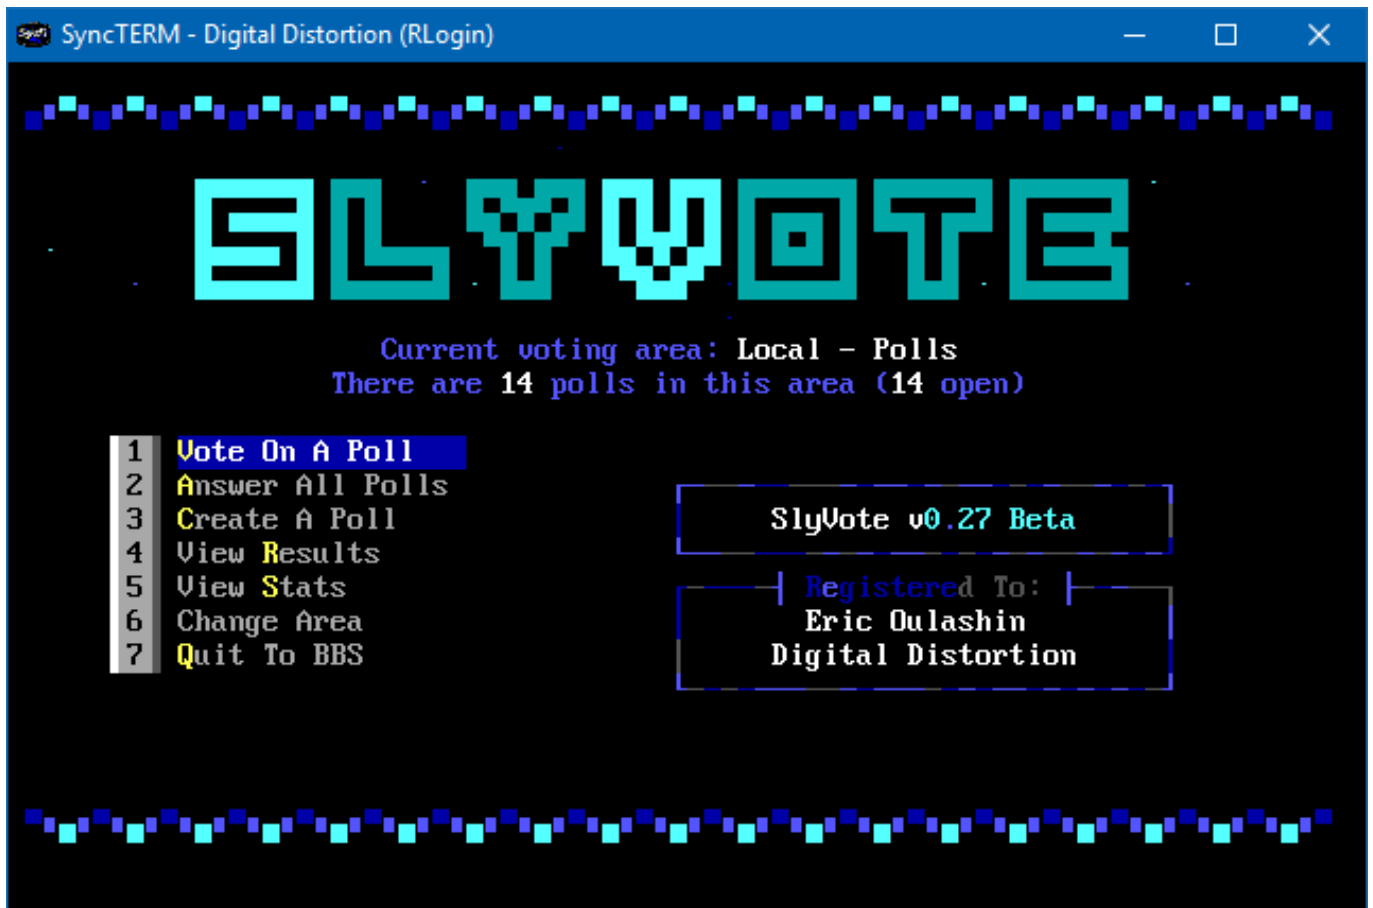 SyncTERM - Digital Distortion (RLogin)
SLYVOTE
Current voting area: Local - Polls
There are 14 polls in this area (14 open)
1 Vote On A Poll
2 Answer All Polls
3 Create A Poll
4 View Results
5 View Stats
6 Change Area
7 Quit To BBS
SlyVote v0.27 Beta
Registered To:
Eric Oulashin
Digital Distortion